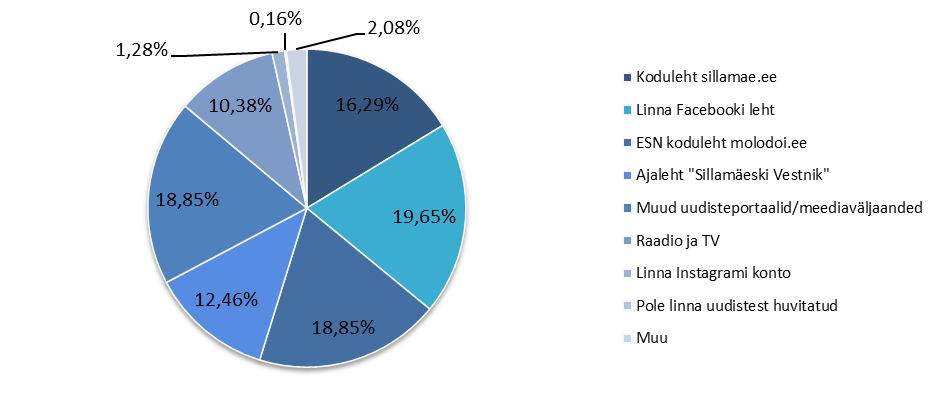 0,16%
2,08%
1,28%
10,38%
16,29%
18,85%
19,65%
12,46%
18,85%
Koduleht sillamae.ee
Linna Facebooki leht
ESN koduleht molodoi.ee
Ajaleht "Sillamäeski Vestnik"
Muud uudisteportaalid/meediaväljaanded
Raadio ja TV
Linna Instagrami konto
Pole linna uudistest huvitatud
Muu